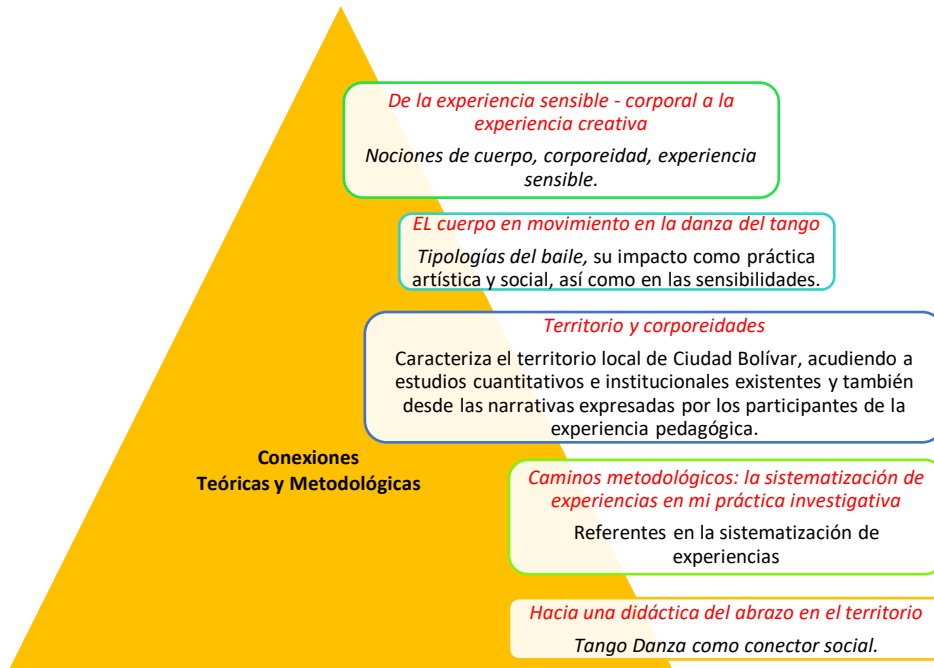 De la experiencia sensible - corporal a la
experiencia creativa
Nociones de cuerpo, corporeidad, experiencia
sensible.
EL cuerpo en movimiento en la danza del tango
Tipologías del baile, su impacto como práctica
artística y social, así como en las sensibilidades.
Territorio y corporeidades
Caracteriza el territorio local de Ciudad Bolívar, acudiendo a
estudios cuantitativos e institucionales existentes y también
desde las narrativas expresadas por los participantes de la
experiencia pedagógica.
Conexiones
Teóricas y Metodológicas
Caminos metodológicos: la sistematización de
experiencias en mi práctica investigativa
Referentes en la sistematización de
experiencias
Hacia una didáctica del abrazo en el territorio
Tango Danza como conector social.